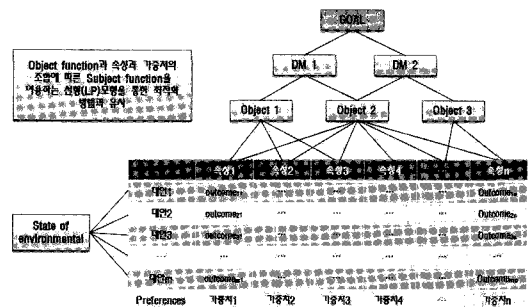 GOAL
Object function과 속성과 가중치의
조합에 따른 Subject function을
이용하는 선형(LP)모형을 통한 최적화
방법과 유사
DM 1 DM 2
Object 1 Object 2 Object 3
속성1 속성2 속성3 속성4 ... 속성n
대안1 outcome₁₁ ... ... ... Outcome₁ₙ
대안2 outcome₂₁ ... ... ... Outcome₂ₙ
State of
environmental
대안3 outcome₃₁ ... ... ... Outcome₃ₙ
... ... ... ... ... ...
대안m outcomeₘ₁ ... ... ... Outcomeₘₙ
Preferences 가중치1 가중치2 가중치3 가중치4 ... 가중치n